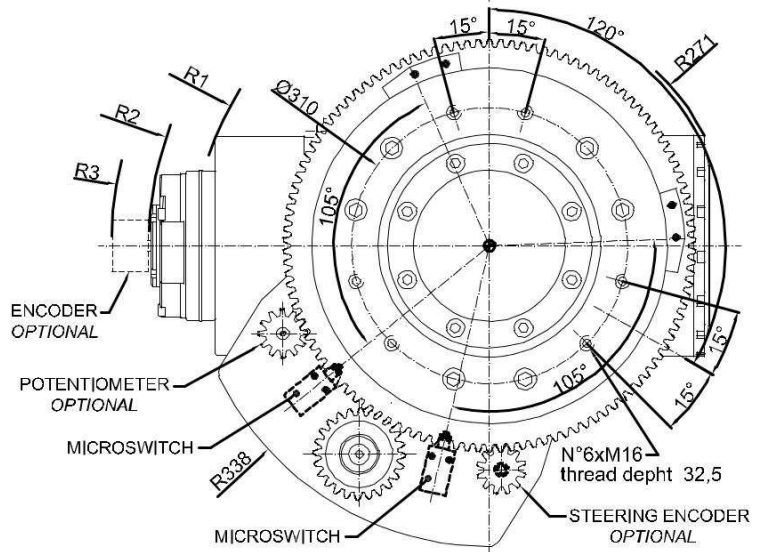 15°
15°
120°
R271
R1
Ø310
R2
R3
105°
ENCODER
OPTIONAL
15°
105°
15°
POTENTIOMETER
OPTIONAL
MICROSWITCH
R338
N°6xM16
thread depht 32,5
STEERING ENCODER
OPTIONAL
MICROSWITCH